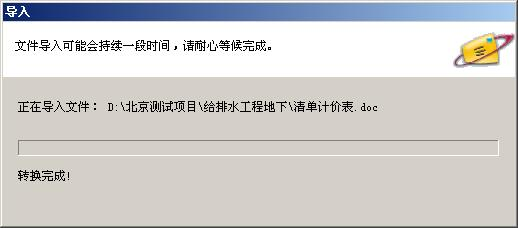 导入
文件导入可能会持续一段时间，请耐心等候完成。
正在导入文件： D:\北京测试项目\给排水工程地下\清单计价表.doc
转换完成!